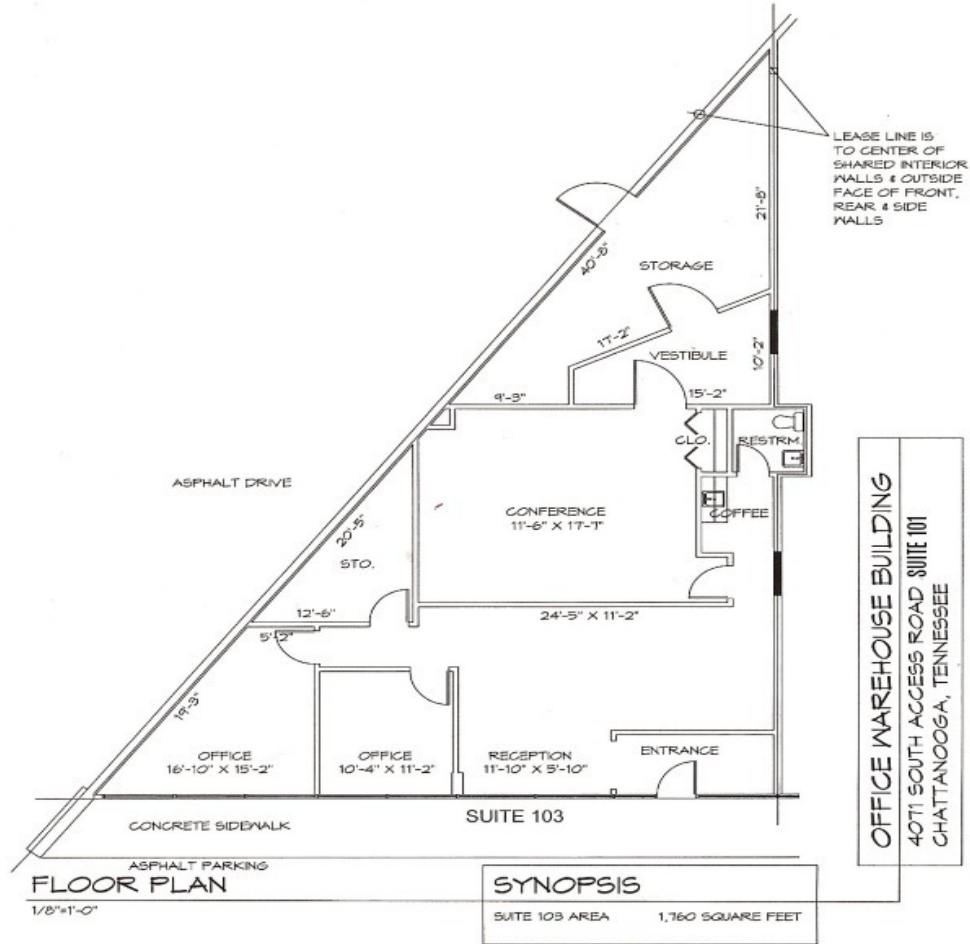 LEASE LINE IS
TO CENTER OF
SHARED INTERIOR
WALLS & OUTSIDE
FACE OF FRONT,
REAR & SIDE
WALLS
21'-8"
40'-8"
STORAGE
17'-2"
VESTIBULE
10'-2"
9'-3"
15'-2"
CLO.
RESTRM.
ASPHALT DRIVE
CONFERENCE
11'-6" X 17'-7"
COFFEE
20'-5"
STO.
12'-6"
24'-5" X 11'-2"
5'-2"
19'-3"
OFFICE
16'-10" X 15'-2"
OFFICE
10'-4" X 11'-2"
RECEPTION
11'-10" X 5'-10"
ENTRANCE
SUITE 103
CONCRETE SIDEWALK
ASPHALT PARKING
FLOOR PLAN
1/8"=1'-0"
SYNOPSIS
SUITE 103 AREA 1,760 SQUARE FEET
OFFICE WAREHOUSE BUILDING
4071 SOUTH ACCESS ROAD SUITE 101
CHATTANOOGA, TENNESSEE